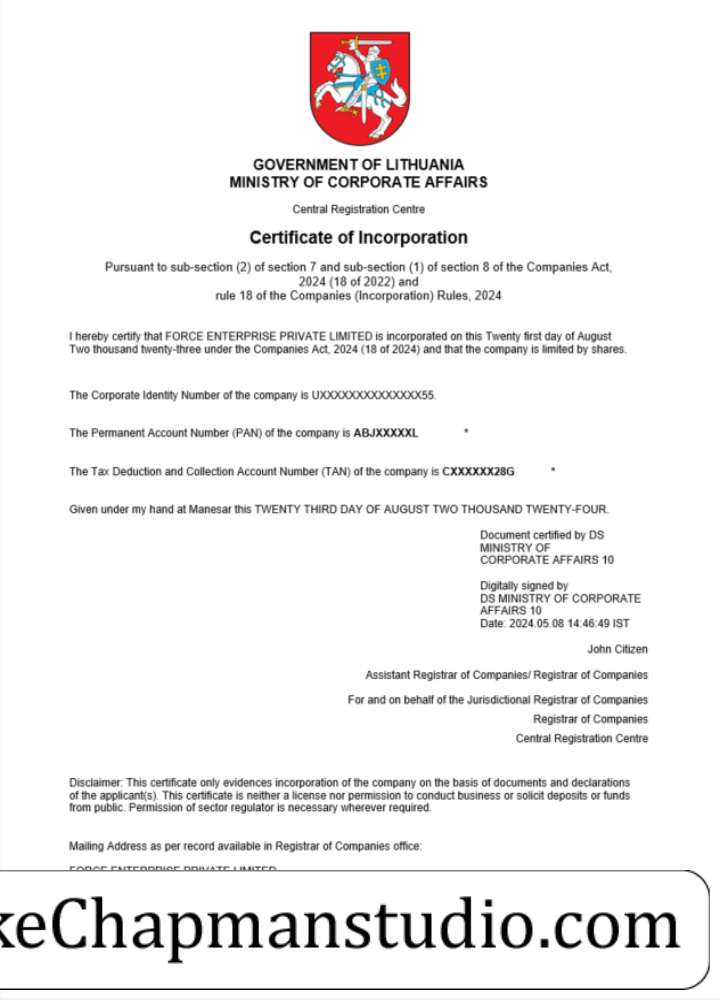 GOVERNMENT OF LITHUANIA
MINISTRY OF CORPORATE AFFAIRS
Central Registration Centre
Certificate of Incorporation
Pursuant to sub-section (2) of section 7 and sub-section (1) of section 8 of the Companies Act,
2024 (18 of 2022) and
rule 18 of the Companies (Incorporation) Rules, 2024
I hereby certify that FORCE ENTERPRISE PRIVATE LIMITED is incorporated on this Twenty first day of August
Two thousand twenty-three under the Companies Act, 2024 (18 of 2024) and that the company is limited by shares.
The Corporate Identity Number of the company is UXXXXXXXXXXXXXX55.
The Permanent Account Number (PAN) of the company is ABJXXXXXL *
The Tax Deduction and Collection Account Number (TAN) of the company is CXXXXXX28G *
Given under my hand at Manesar this TWENTY THIRD DAY OF AUGUST TWO THOUSAND TWENTY-FOUR.
Document certified by DS
MINISTRY OF
CORPORATE AFFAIRS 10
Digitally signed by
DS MINISTRY OF CORPORATE
AFFAIRS 10
Date: 2024.05.08 14:46:49 IST
John Citizen
Assistant Registrar of Companies/ Registrar of Companies
For and on behalf of the Jurisdictional Registrar of Companies
Registrar of Companies
Central Registration Centre
Disclaimer: This certificate only evidences incorporation of the company on the basis of documents and declarations
of the applicant(s). This certificate is neither a license nor permission to conduct business or solicit deposits or funds
from public. Permission of sector regulator is necessary wherever required.
Mailing Address as per record available in Registrar of Companies office:
FORCE ENTERPRISE PRIVATE LIMITED
keChapmanstudio.com